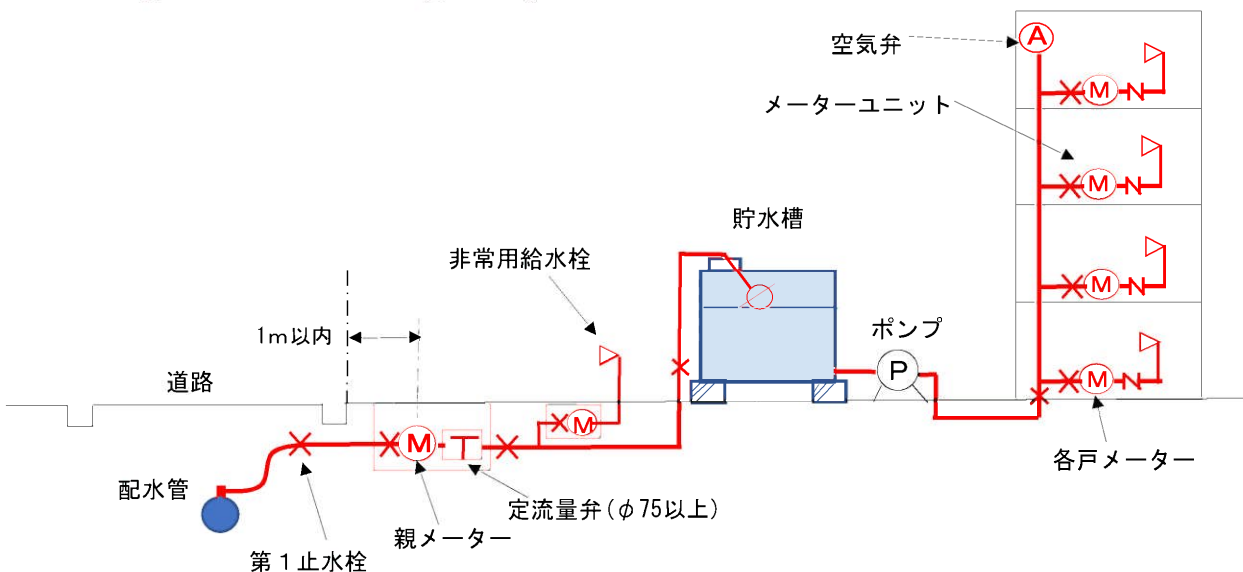 空気弁
A
M
メーターユニット
M
貯水槽
非常用給水栓
M
1m以内
ポンプ
道路
P
M
M
M
各戸メーター
配水管
定流量弁(φ75以上)
親メーター
第1止水栓